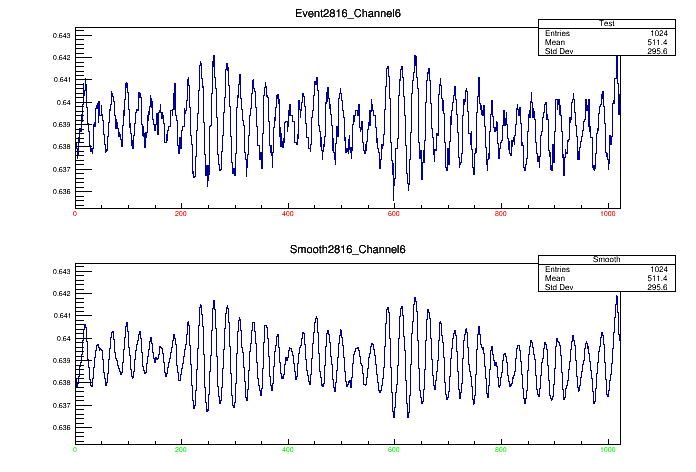 Event2816_Channel6
Test
Entries 1024
Mean 511.4
Std Dev 295.6
0.643
0.642
0.641
0.64
0.639
0.638
0.637
0.636
0 200 400 600 800 1000
Smooth2816_Channel6
Smooth
Entries 1024
Mean 511.4
Std Dev 295.6
0.643
0.642
0.641
0.64
0.639
0.638
0.637
0.636
0 200 400 600 800 1000